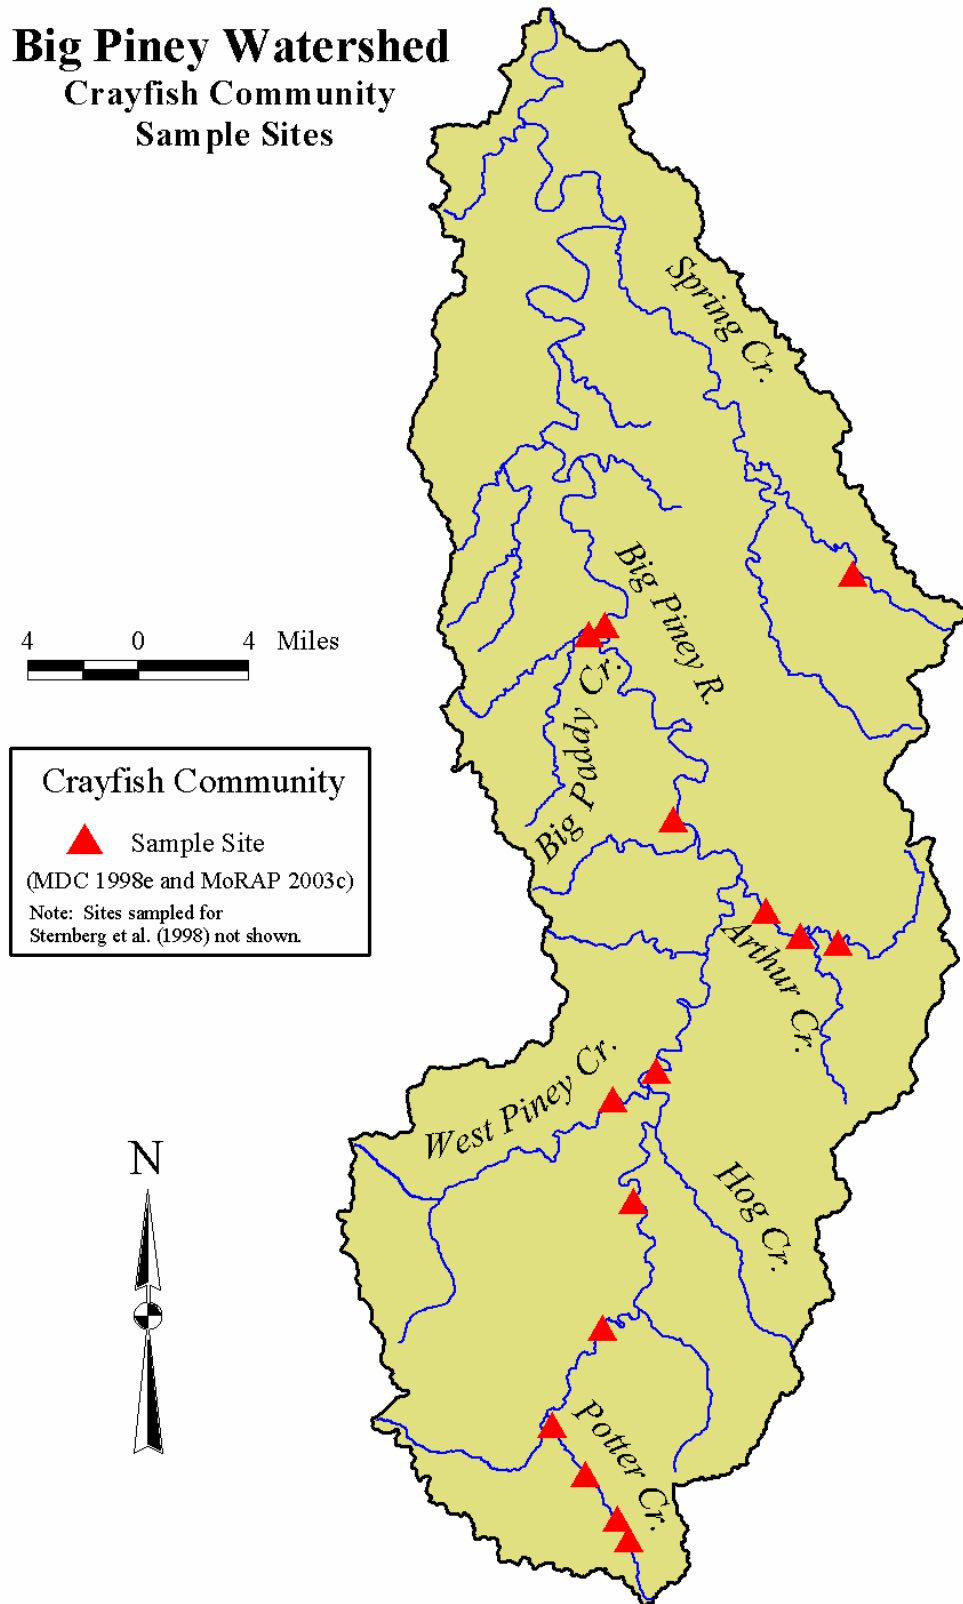 Big Piney Watershed
Crayfish Community
Sample Sites
Spring Cr.
Big Piney R.
4 0 4 Miles
Big Paddy Cr.
Crayfish Community
Sample Site
(MDC 1998e and MoRAP 2003c)
Note: Sites sampled for
Sternberg et al. (1998) not shown.
Arthur Cr.
West Piney Cr.
N
Hog Cr.
Potter Cr.